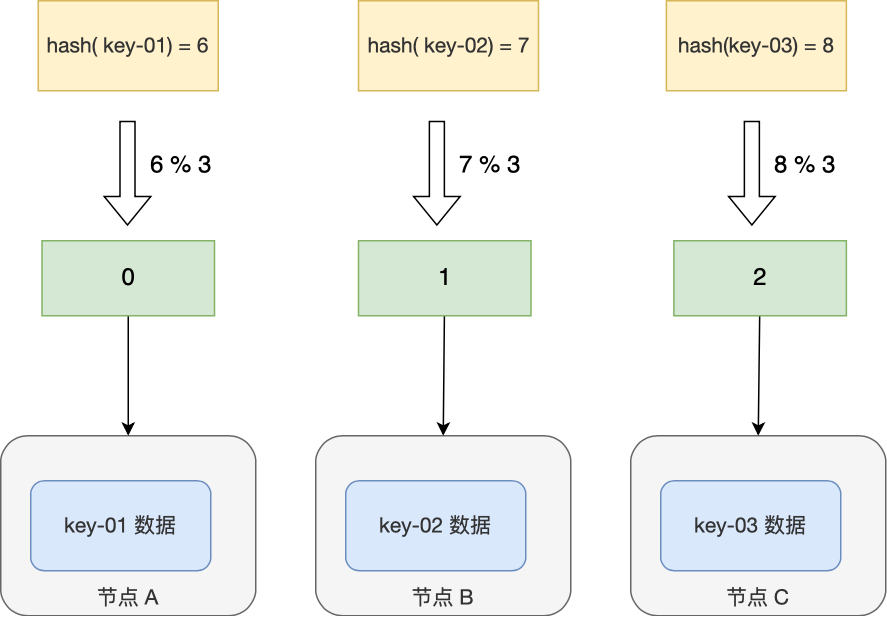 hash( key-01) = 6
hash( key-02) = 7
hash(key-03) = 8
6 % 3
7 % 3
8 % 3
0
1
2
key-01 数据
key-02 数据
key-03 数据
节点 A
节点 B
节点 C